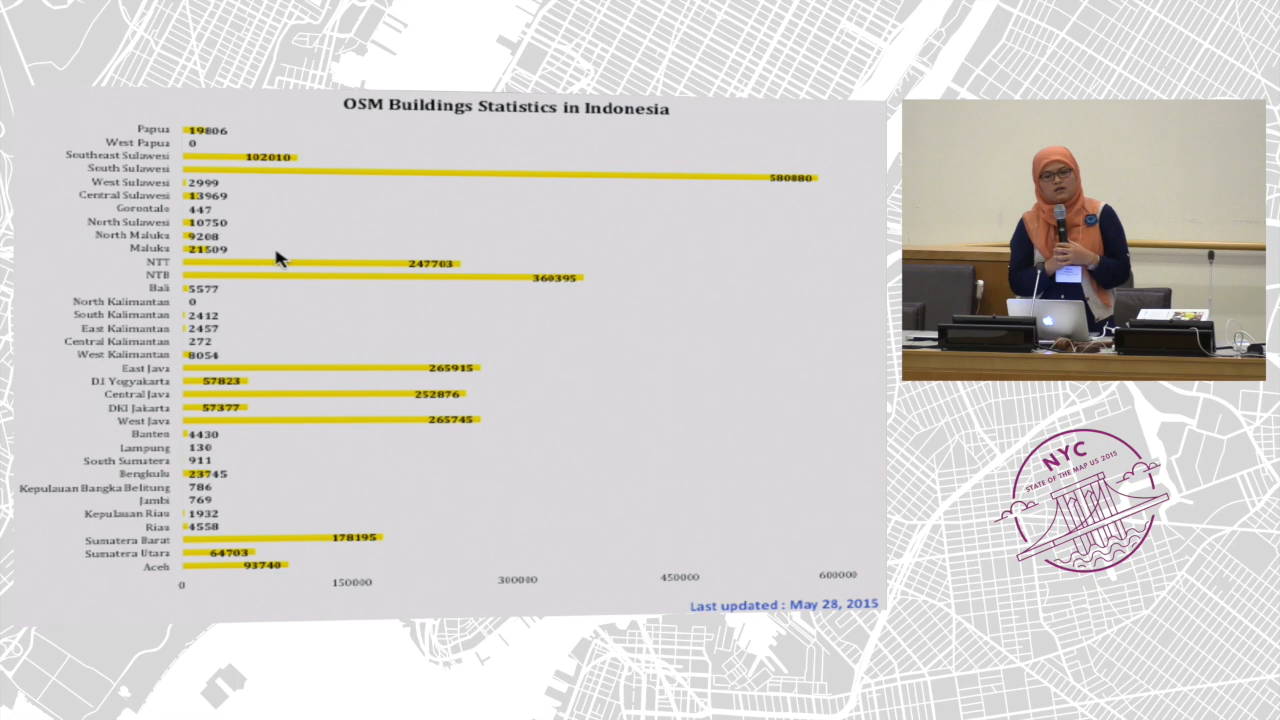 OSM Buildings Statistics in Indonesia
Papua 19806
West Papua 0
Southeast Sulawesi 102010
South Sulawesi 580880
West Sulawesi 2999
Central Sulawesi 13969
Gorontalo 447
North Sulawesi 10750
North Maluku 9208
Maluku 21509
NTT 247703
NTB 360395
Bali 5577
North Kalimantan 0
South Kalimantan 2412
East Kalimantan 2457
Central Kalimantan 272
West Kalimantan 8054
East Java 265915
D.I Yogyakarta 57823
Central Java 252876
DKI Jakarta 57377
West Java 265745
Banten 4430
Lampung 130
South Sumatera 911
Bengkulu 23745
Kepulauan Bangka Belitung 786
Jambi 769
Kepulauan Riau 1932
Riau 4558
Sumatera Barat 178195
Sumatera Utara 64703
Aceh 93740
0 150000 300000 450000 600000
Last updated : May 28, 2015
NYC
STATE OF THE MAP US 2015